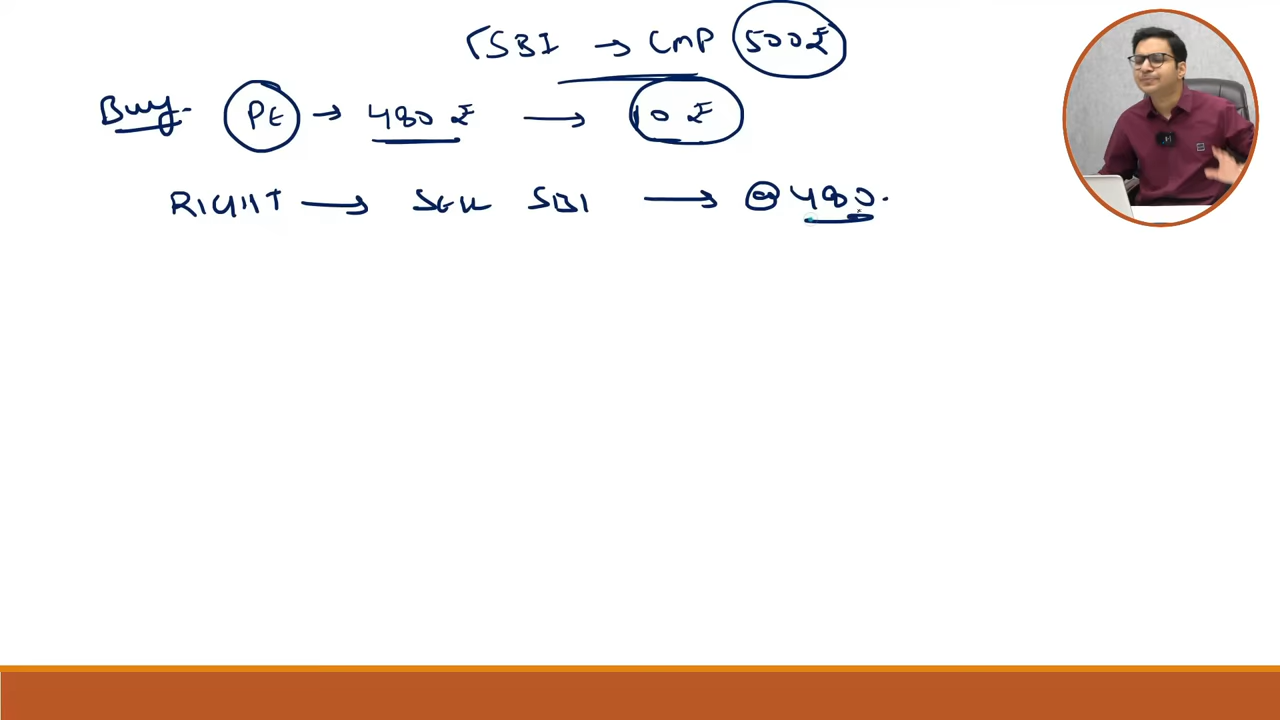 SBI → CMP 500₹
Buy. PE → 480 ₹ → 10 ₹
RIGHT → SELL SBI → @ 480.